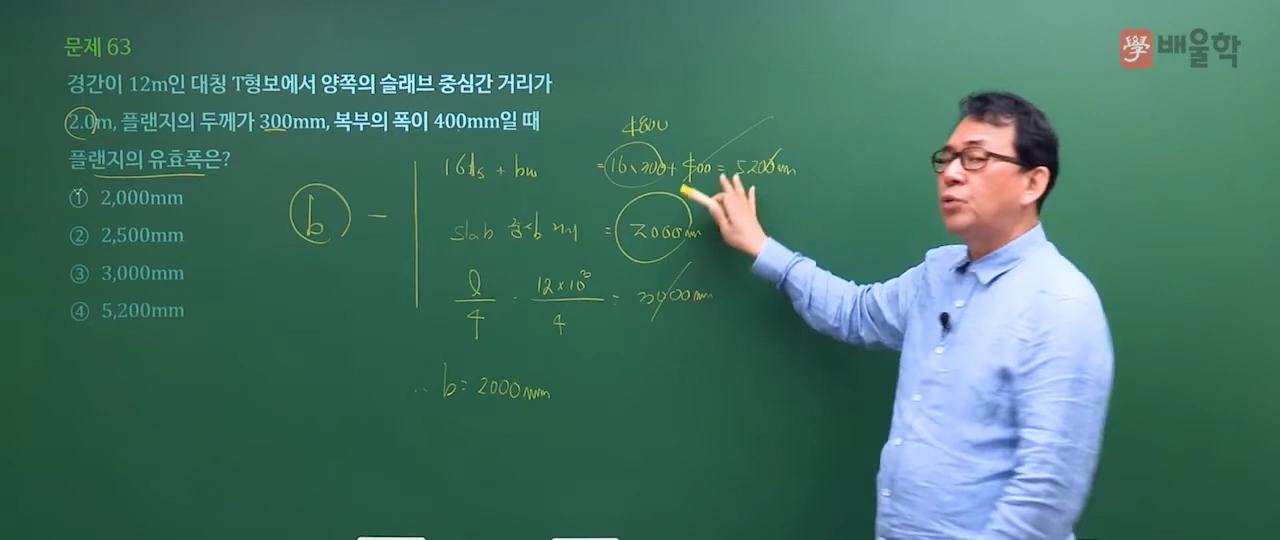 문제 63
學 배울학
경간이 12m인 대칭 T형보에서 양쪽의 슬래브 중심간 거리가
2.0m, 플랜지의 두께가 300mm, 복부의 폭이 400mm일 때
플랜지의 유효폭은?
① 2,000mm
② 2,500mm
③ 3,000mm
④ 5,200mm
b
4800
16ts + bw = 16×300 + 400 = 5200mm
slab 중심 거리 = 2000mm
l/4 = 12×10³/4 = 3000mm
∴ b = 2000mm